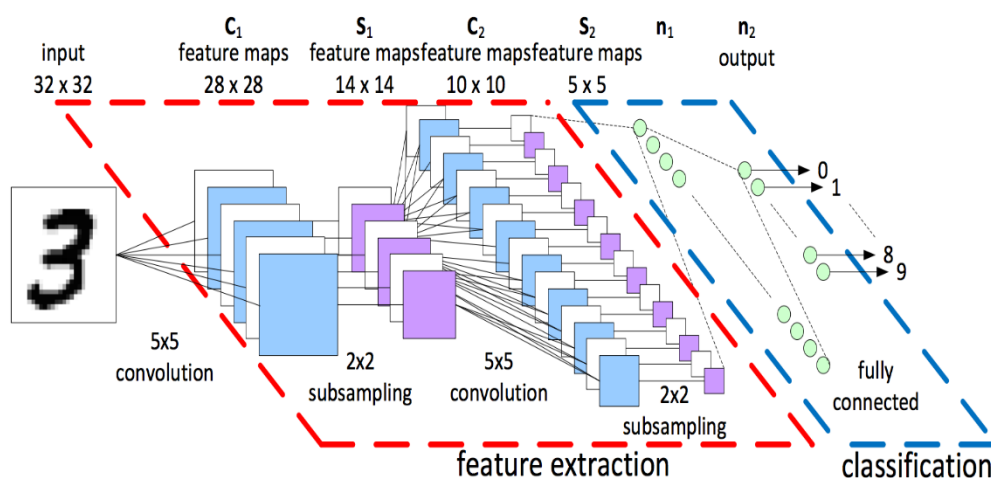 input
32 x 32
C1
feature maps
28 x 28
S1
feature maps
14 x 14
C2
feature maps
10 x 10
S2
feature maps
5 x 5
n1
n2
output
3
0
1
8
9
5x5
convolution
2x2
subsampling
5x5
convolution
2x2
subsampling
fully
connected
feature extraction
classification